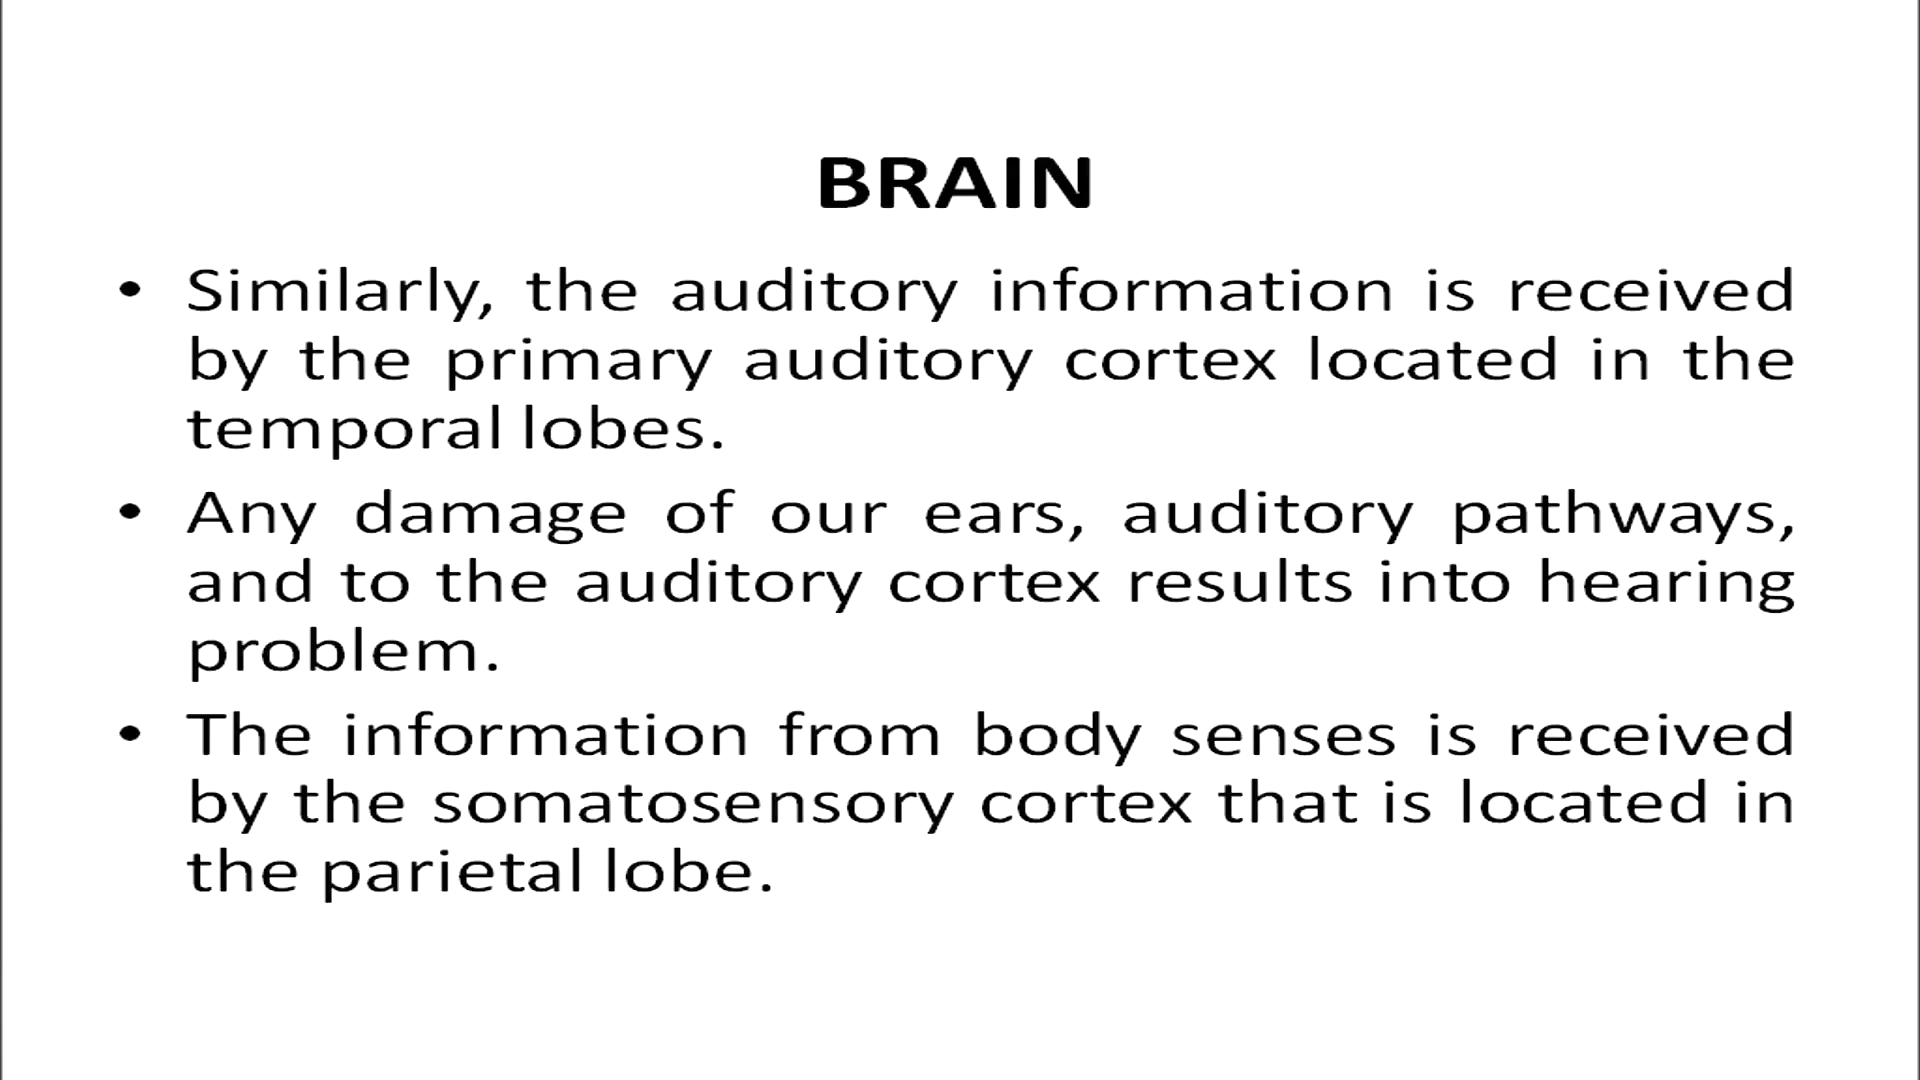 BRAIN
• Similarly, the auditory information is received
by the primary auditory cortex located in the
temporal lobes.
• Any damage of our ears, auditory pathways,
and to the auditory cortex results into hearing
problem.
• The information from body senses is received
by the somatosensory cortex that is located in
the parietal lobe.